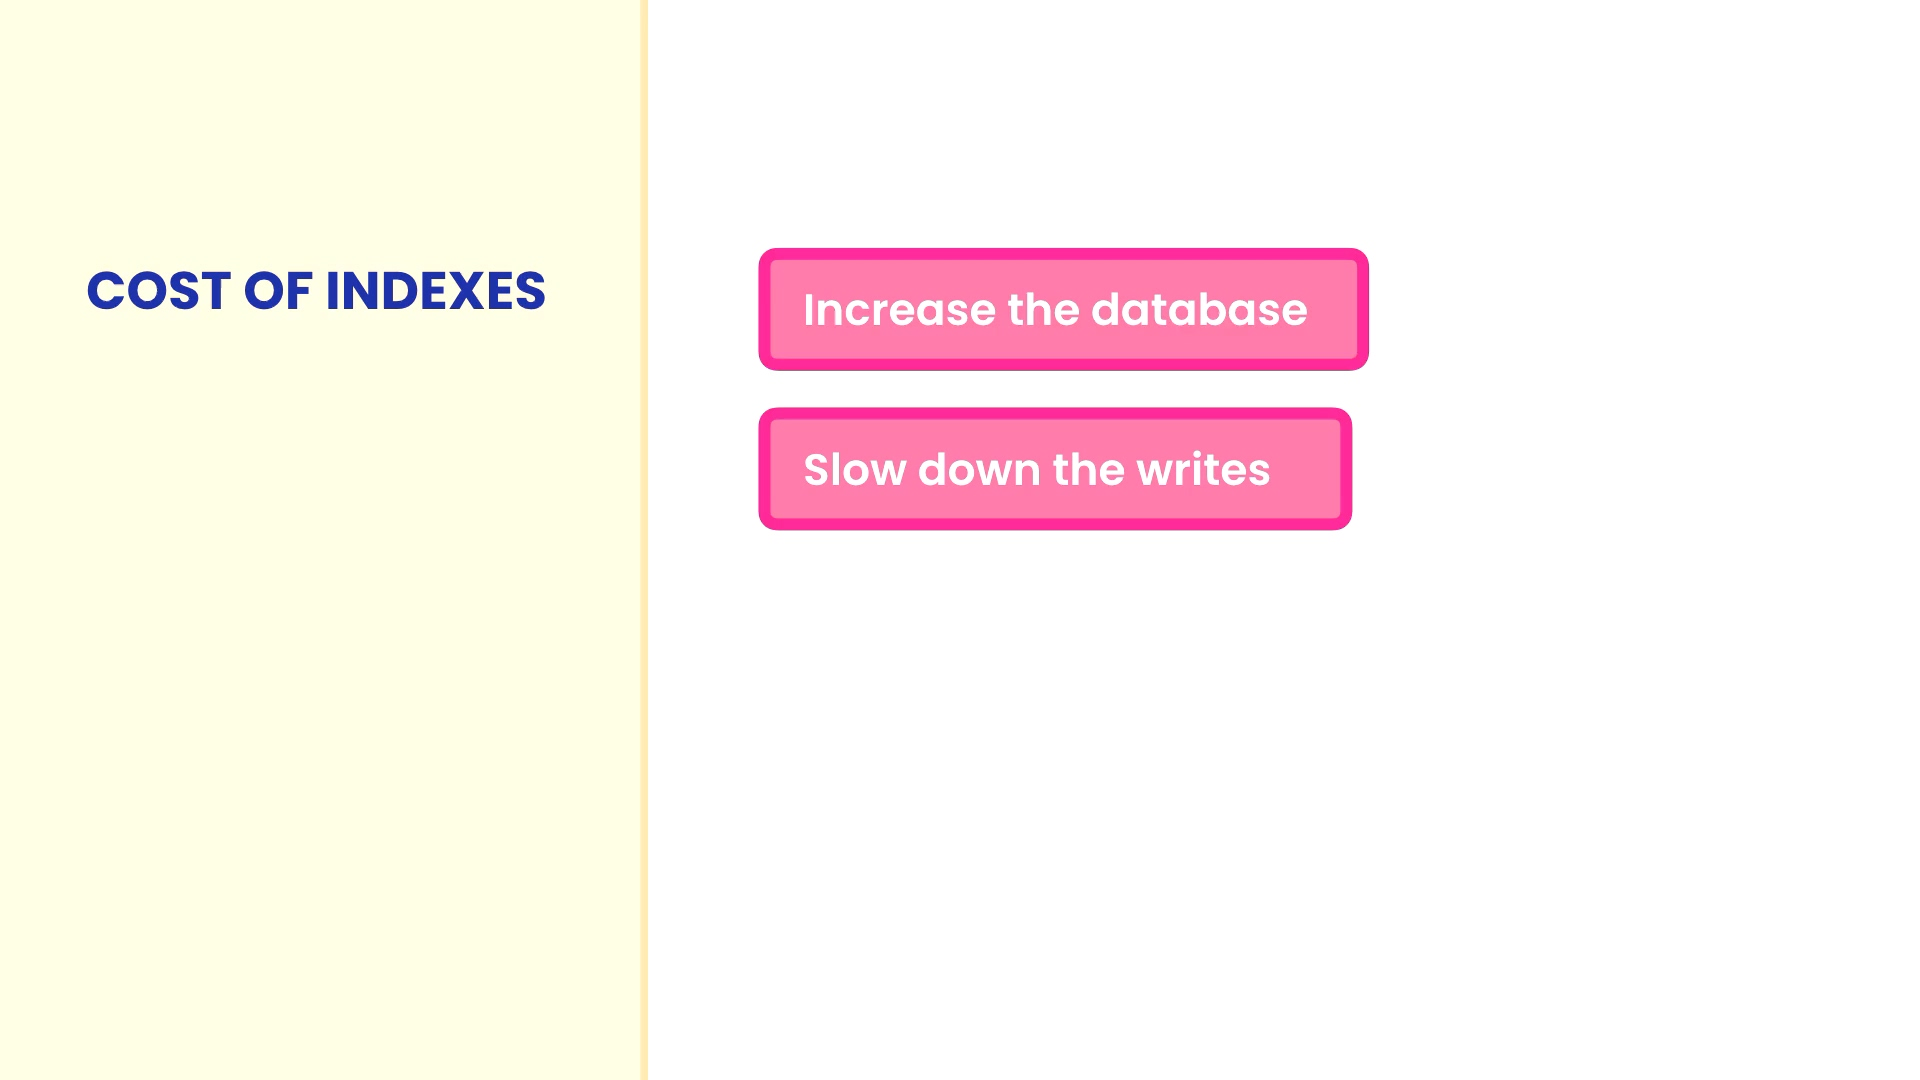 COST OF INDEXES
Increase the database
Slow down the writes